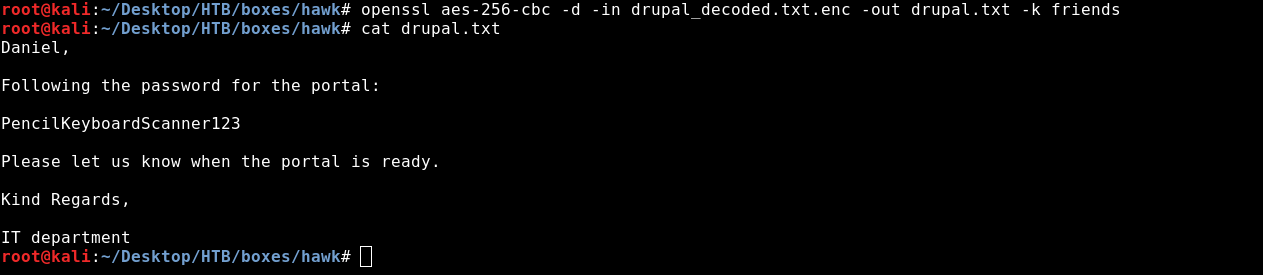 root@kali:~/Desktop/HTB/boxes/hawk# openssl aes-256-cbc -d -in drupal_decoded.txt.enc -out drupal.txt -k friends
root@kali:~/Desktop/HTB/boxes/hawk# cat drupal.txt
Daniel,
Following the password for the portal:
PencilKeyboardScanner123
Please let us know when the portal is ready.
Kind Regards,
IT department
root@kali:~/Desktop/HTB/boxes/hawk#